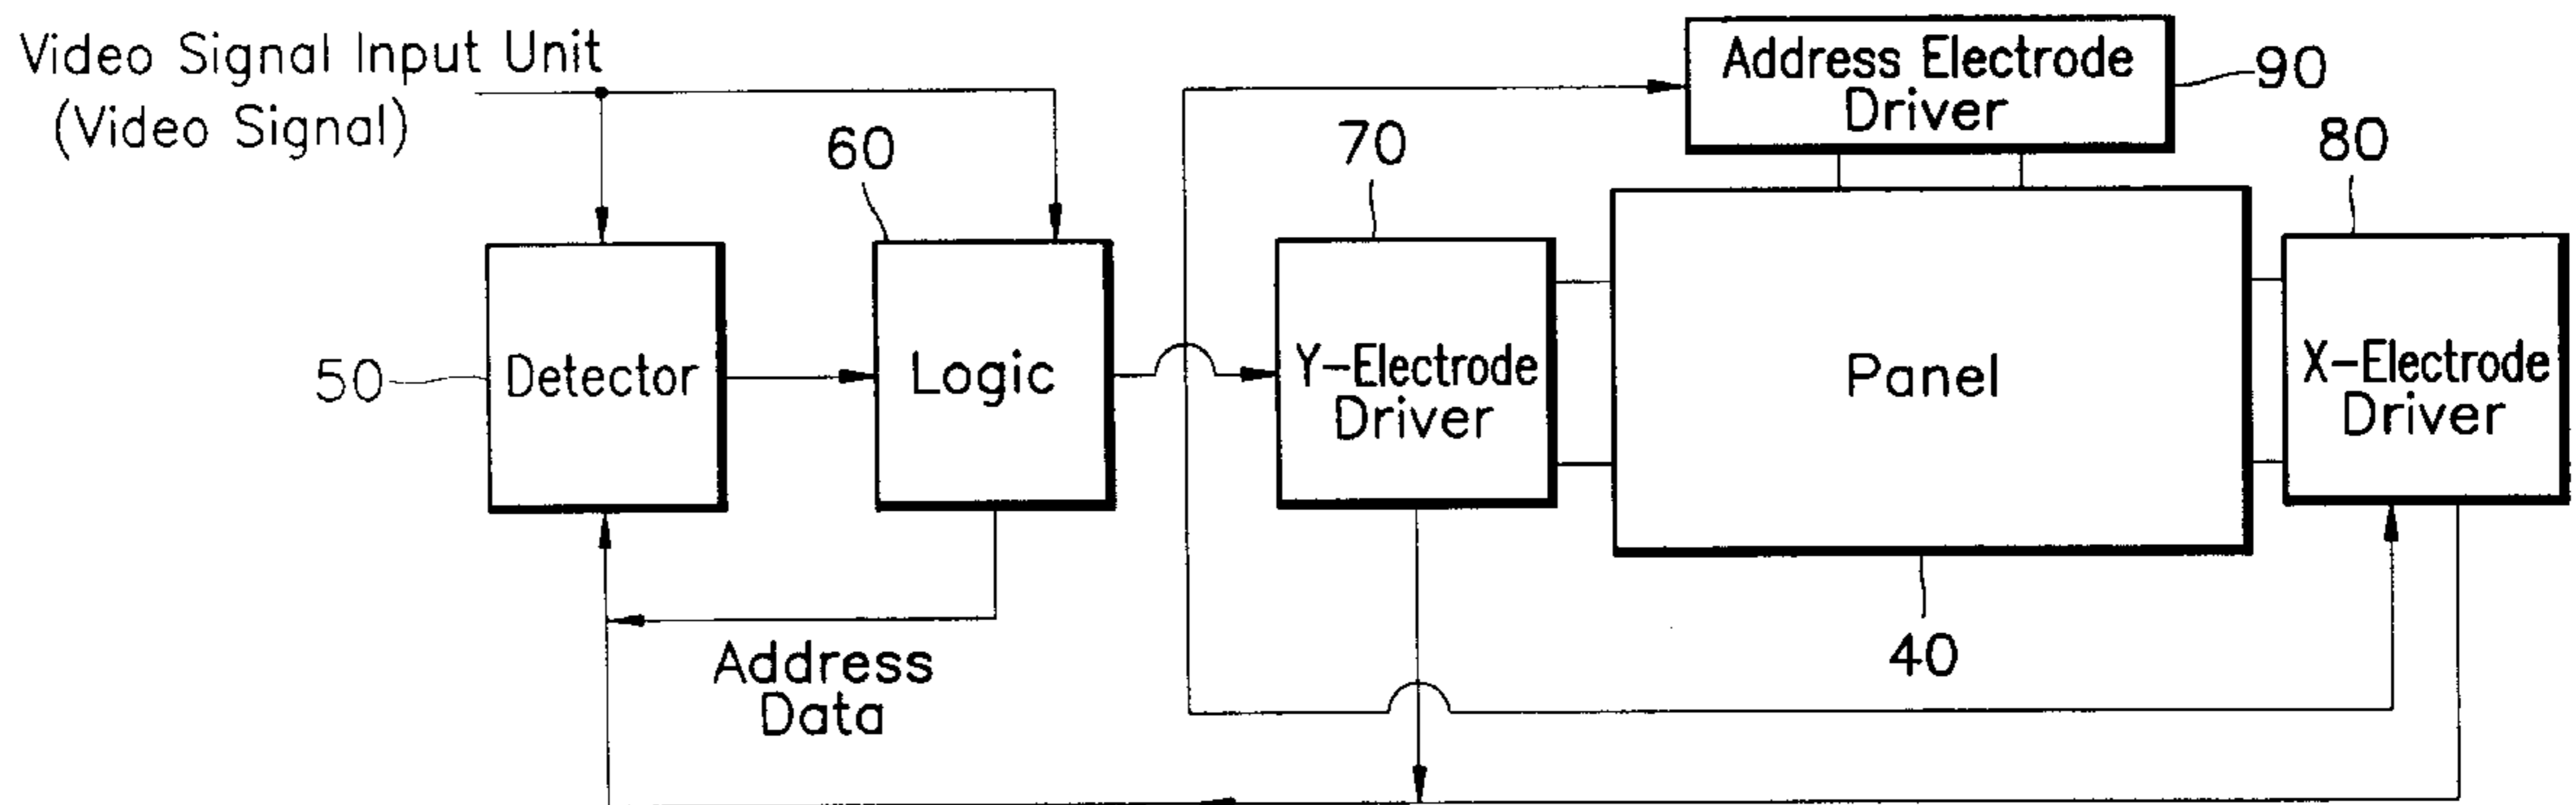 Video Signal Input Unit
(Video Signal)
Address Electrode
Driver
90
60
70
80
50
Detector
Logic
Y-Electrode
Driver
Panel
X-Electrode
Driver
40
Address
Data